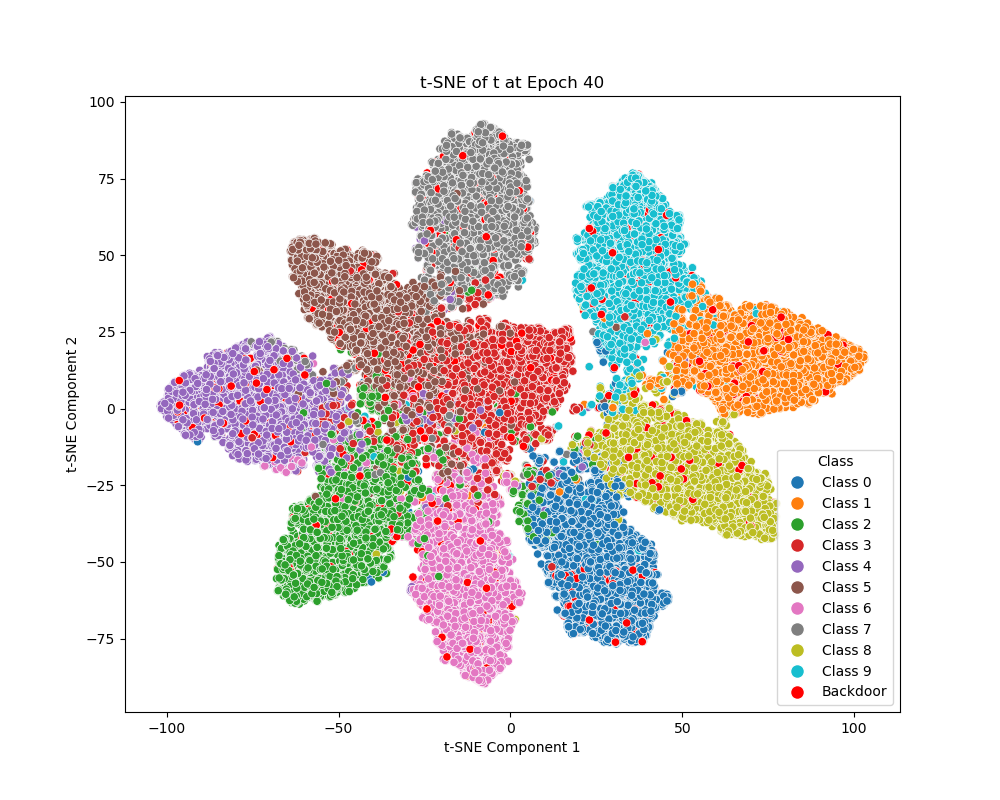 t-SNE of t at Epoch 40
t-SNE Component 2
100
75
50
25
0
−25
−50
−75
−100
−50
0
50
100
t-SNE Component 1
Class
Class 0
Class 1
Class 2
Class 3
Class 4
Class 5
Class 6
Class 7
Class 8
Class 9
Backdoor